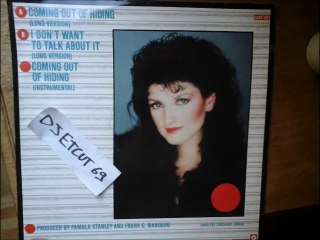 A COMING OUT OF HIDING
(LONG VERSION)
B I DON'T WANT
TO TALK ABOUT IT
(LONG VERSION)
COMING OUT
OF HIDING
(INSTRUMENTAL)
DJ ETCUT 69
PRODUCED BY PAMALA STANLEY AND FRANK E. MANGANO